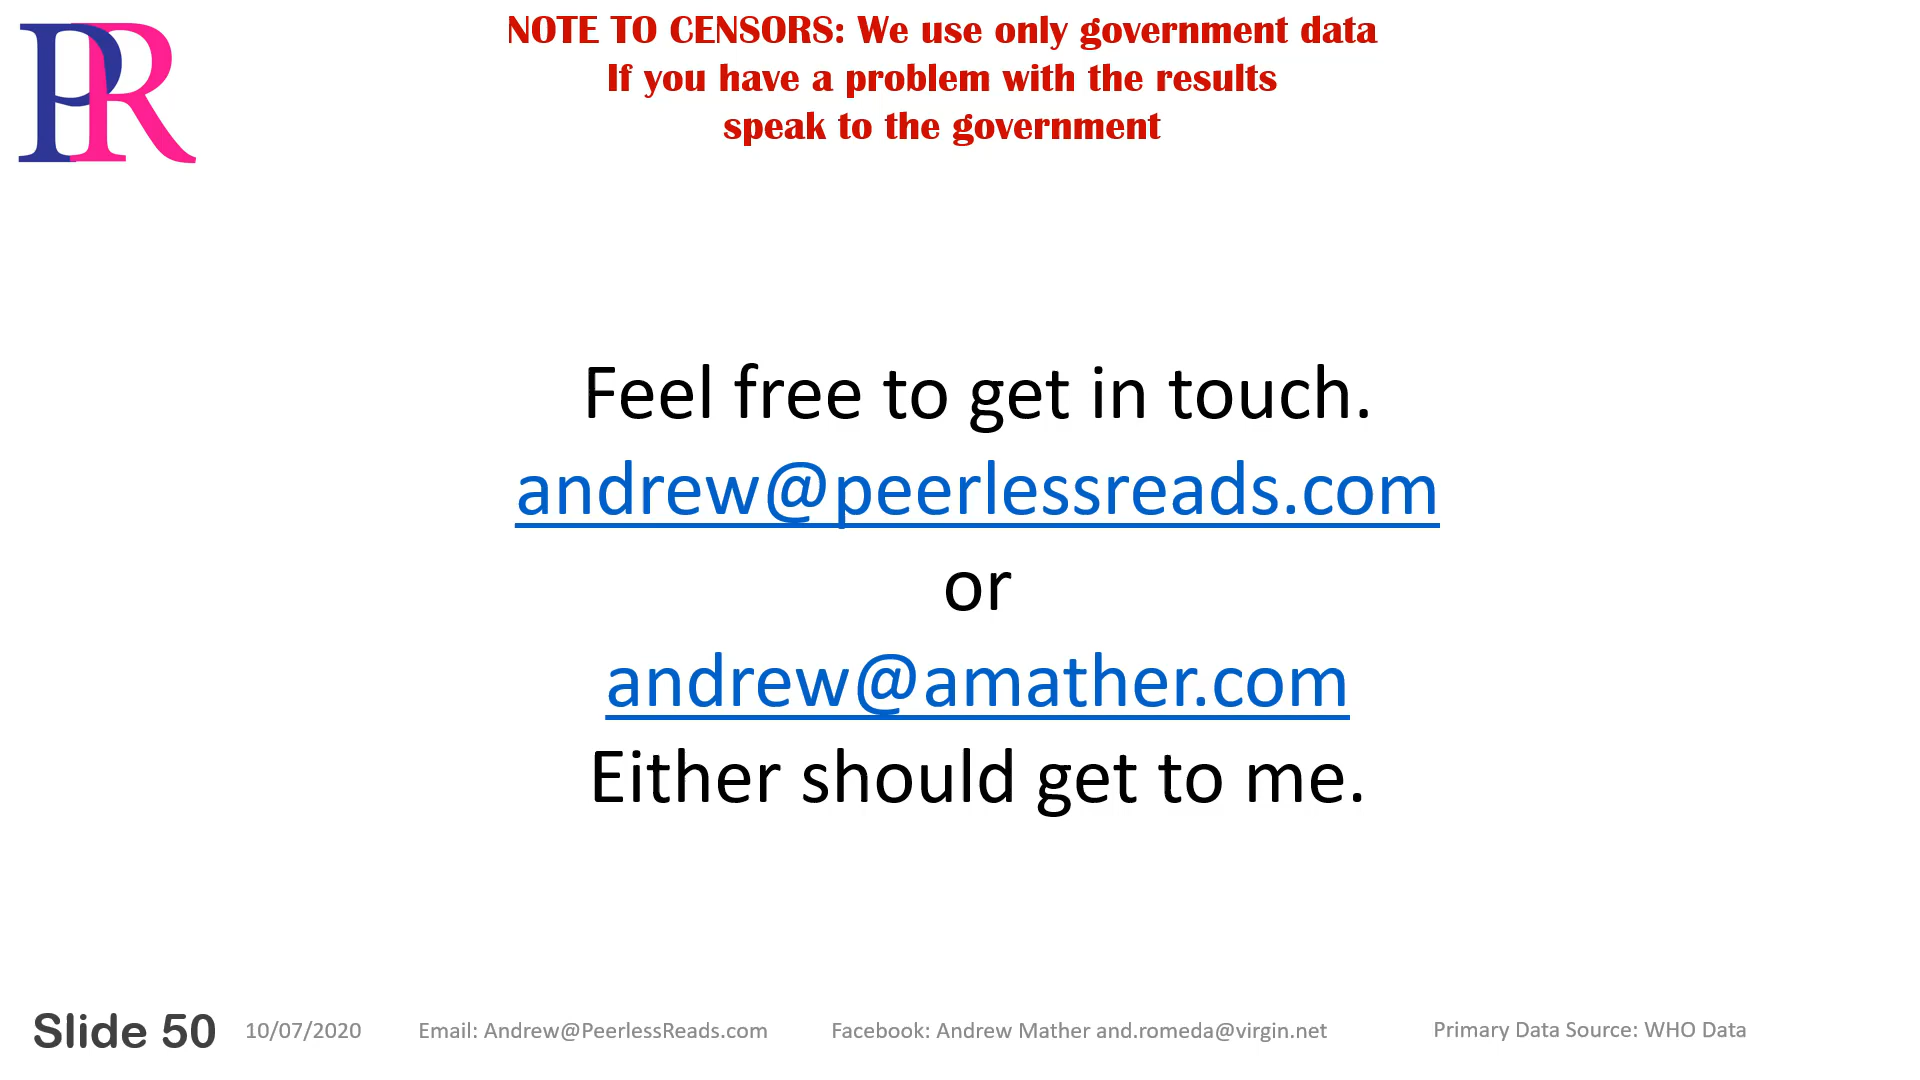 PR
NOTE TO CENSORS: We use only government data
If you have a problem with the results
speak to the government
Feel free to get in touch.
andrew@peerlessreads.com
or
andrew@amather.com
Either should get to me.
Slide 50 10/07/2020 Email: Andrew@PeerlessReads.com Facebook: Andrew Mather and.romeda@virgin.net Primary Data Source: WHO Data